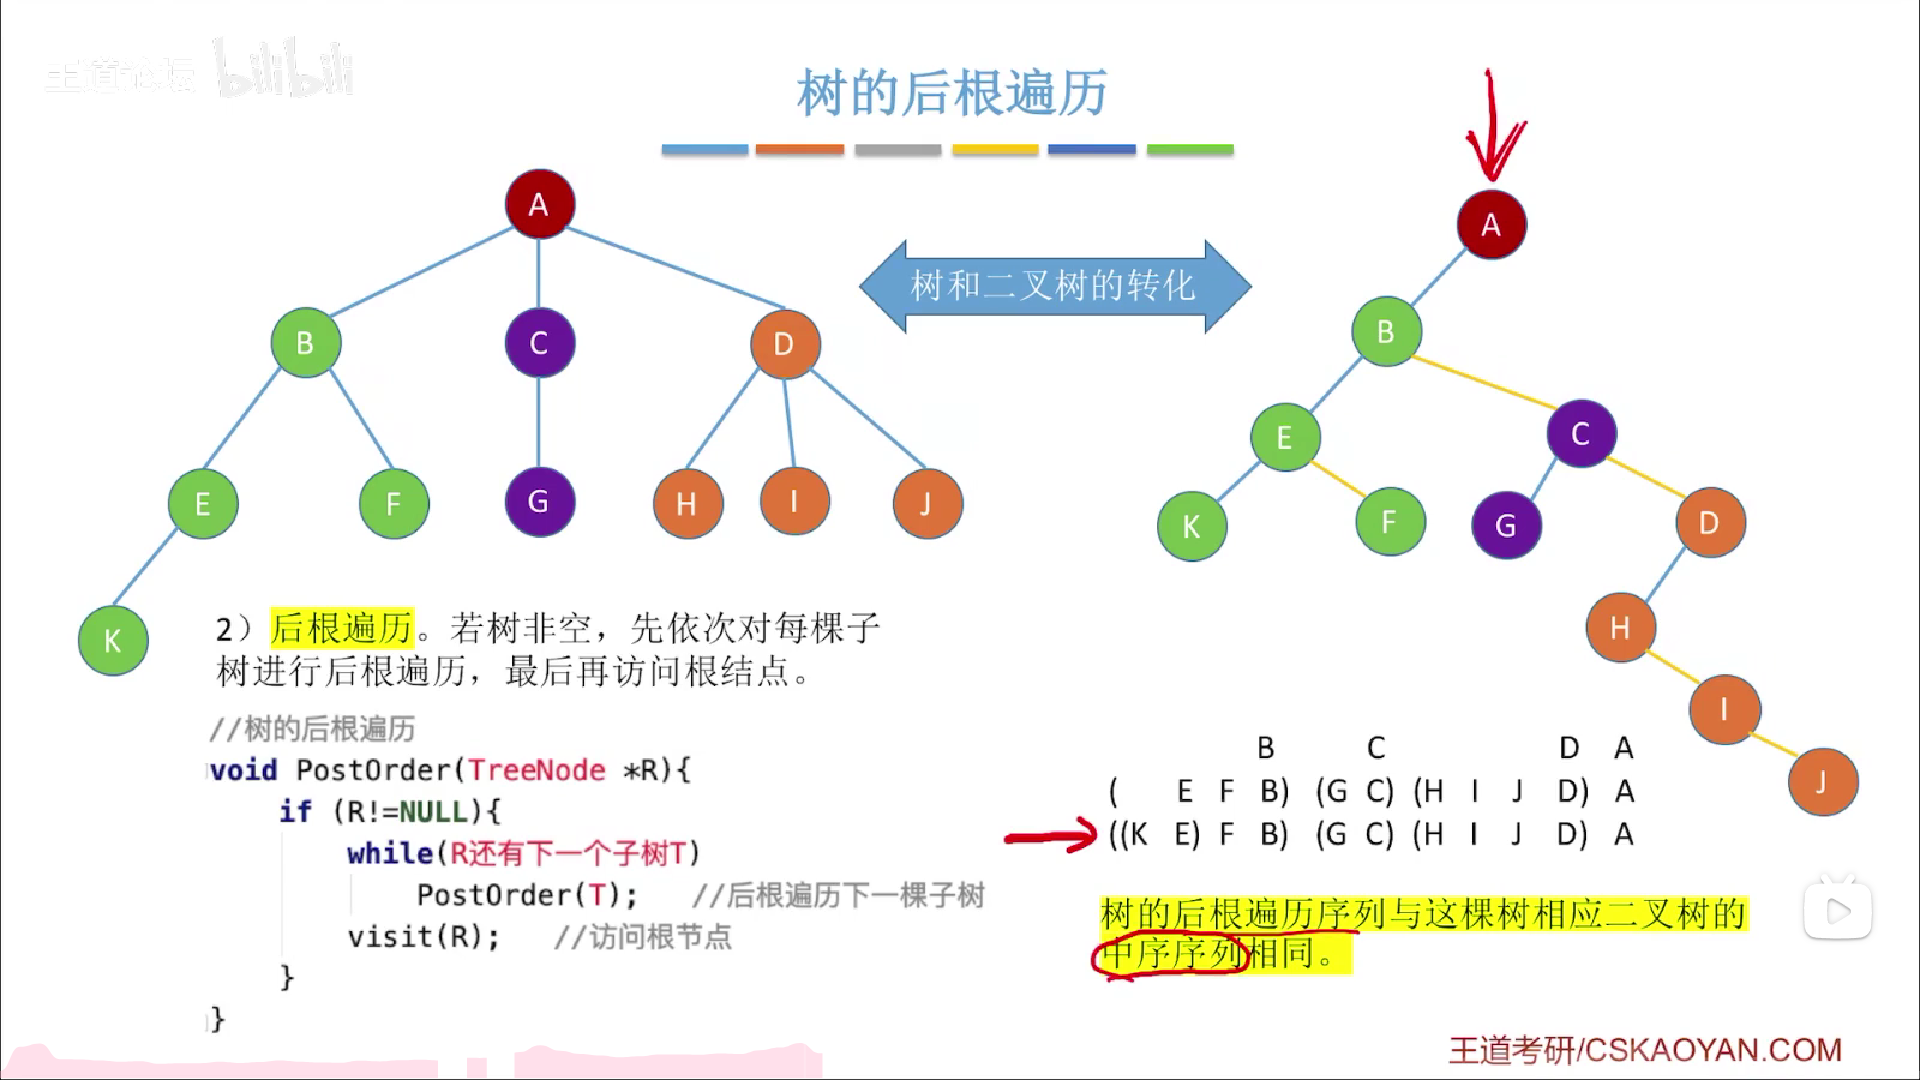 王道论坛 bilibili
树的后根遍历
A
B
C
D
E
F
G
H
I
J
K
树和二叉树的转化
A
B
E
C
K
F
G
D
H
I
J
2）后根遍历。若树非空，先依次对每棵子
树进行后根遍历，最后再访问根结点。
//树的后根遍历
void PostOrder(TreeNode *R){
if (R!=NULL){
while(R还有下一个子树T)
PostOrder(T); //后根遍历下一棵子树
visit(R); //访问根节点
}
}
B C D A
( E F B) (G C) (H I J D) A
((K E) F B) (G C) (H I J D) A
树的后根遍历序列与这棵树相应二叉树的
中序序列相同。
王道考研/CSKAOYAN.COM